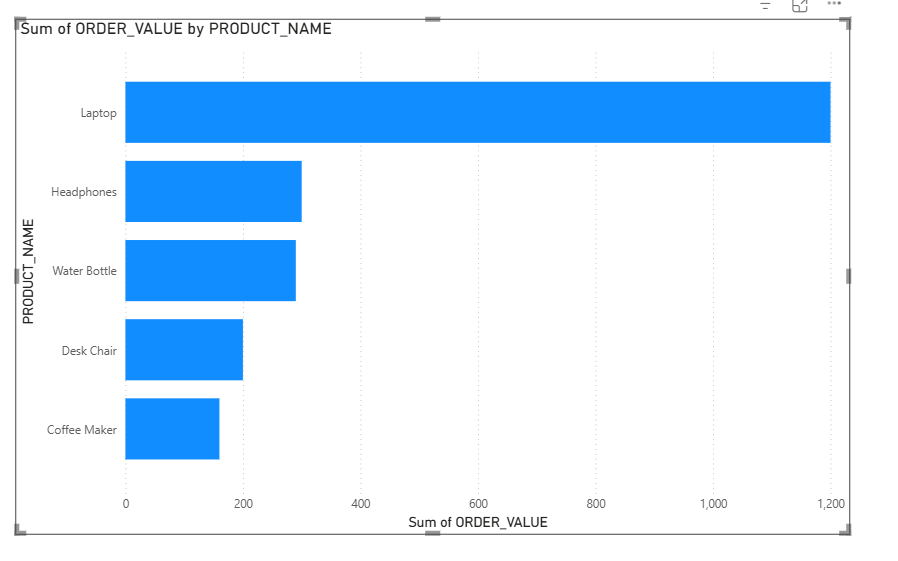 Sum of ORDER_VALUE by PRODUCT_NAME
PRODUCT_NAME
Laptop
Headphones
Water Bottle
Desk Chair
Coffee Maker
0 200 400 600 800 1,000 1,200
Sum of ORDER_VALUE